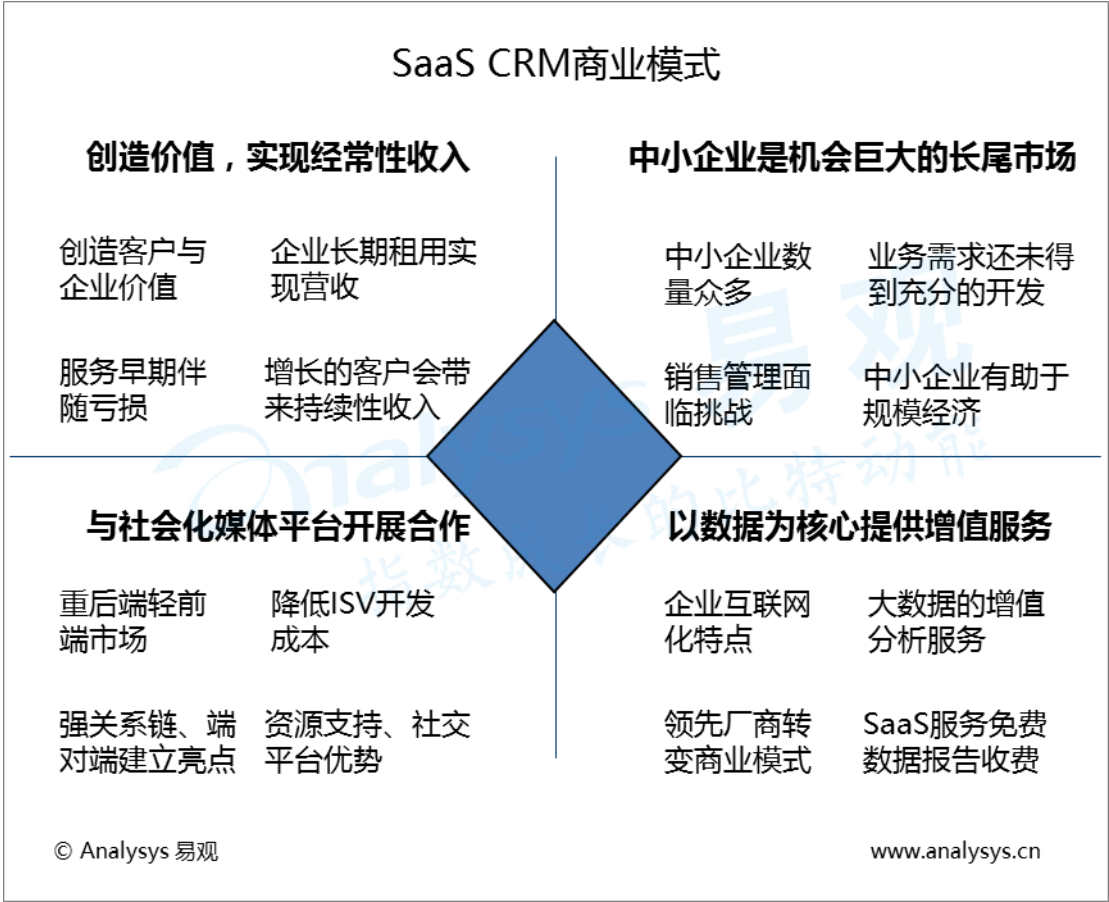 SaaS CRM商业模式
创造价值，实现经常性收入
创造客户与
企业价值
企业长期租用实
现营收
服务早期伴
随亏损
增长的客户会带
来持续性收入
中小企业是机会巨大的长尾市场
中小企业数
量众多
业务需求还未得
到充分的开发
销售管理面
临挑战
中小企业有助于
规模经济
与社会化媒体平台开展合作
重后端轻前
端市场
降低ISV开发
成本
强关系链、端
对端建立亮点
资源支持、社交
平台优势
以数据为核心提供增值服务
企业互联网
化特点
大数据的增值
分析服务
领先厂商转
变商业模式
SaaS服务免费
数据报告收费
Analysys 易观
© Analysys 易观
www.analysys.cn